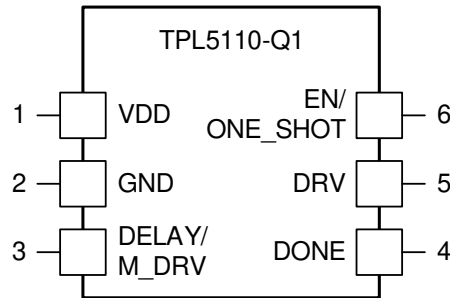 TPL5110-Q1
1 VDD
EN/
ONE_SHOT 6
2 GND
DRV 5
3 DELAY/
M_DRV
DONE 4